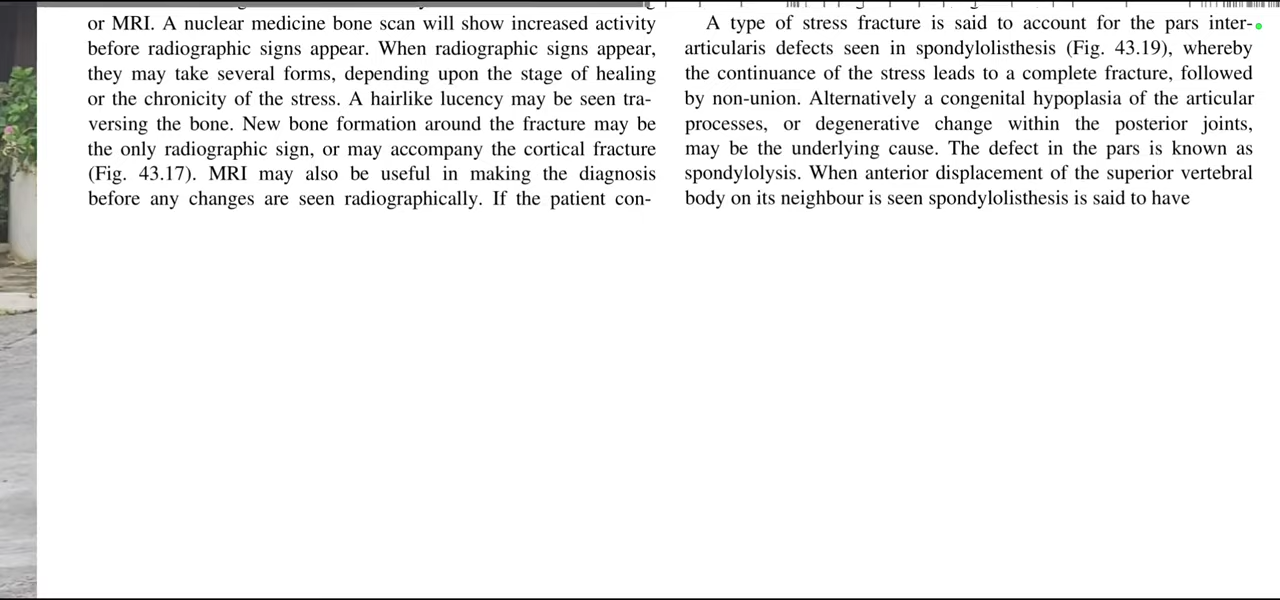 or MRI. A nuclear medicine bone scan will show increased activity
before radiographic signs appear. When radiographic signs appear,
they may take several forms, depending upon the stage of healing
or the chronicity of the stress. A hairlike lucency may be seen tra-
versing the bone. New bone formation around the fracture may be
the only radiographic sign, or may accompany the cortical fracture
(Fig. 43.17). MRI may also be useful in making the diagnosis
before any changes are seen radiographically. If the patient con-
A type of stress fracture is said to account for the pars inter-
articularis defects seen in spondylolisthesis (Fig. 43.19), whereby
the continuance of the stress leads to a complete fracture, followed
by non-union. Alternatively a congenital hypoplasia of the articular
processes, or degenerative change within the posterior joints,
may be the underlying cause. The defect in the pars is known as
spondylolysis. When anterior displacement of the superior vertebral
body on its neighbour is seen spondylolisthesis is said to have